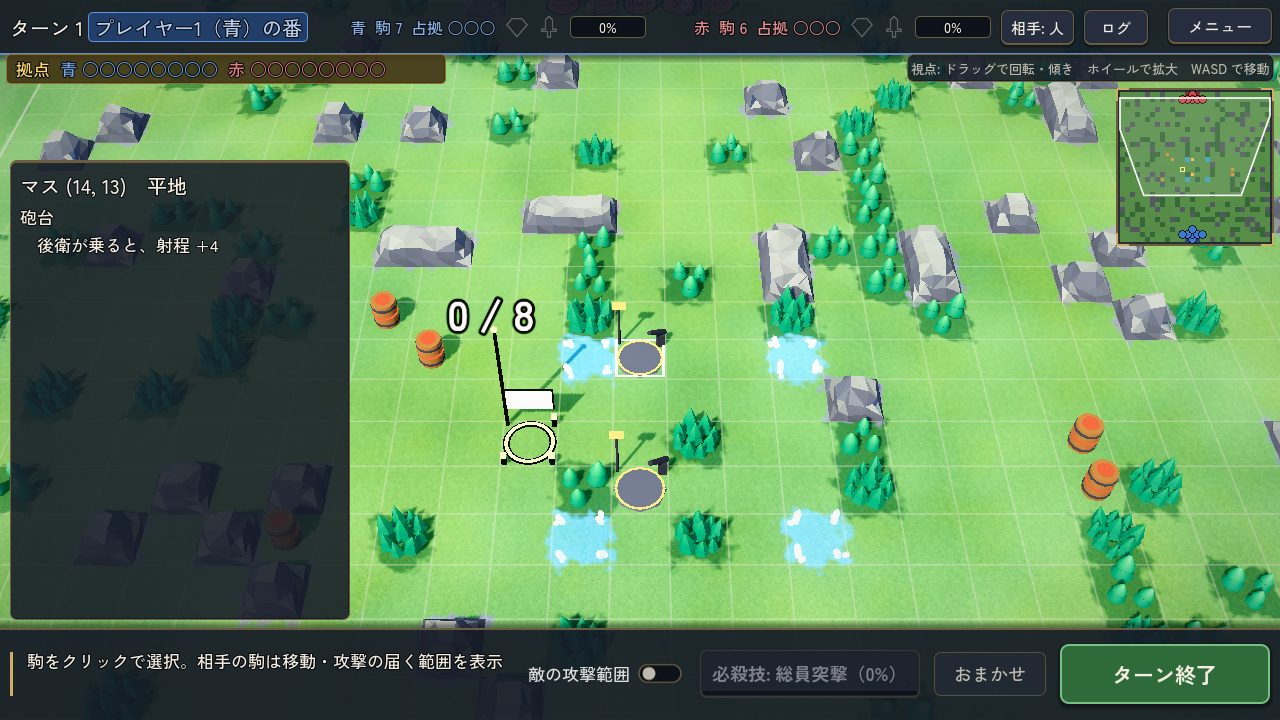 ターン 1 プレイヤー1（青）の番 青 駒 7 占拠 〇〇〇 0% 赤 駒 6 占拠 〇〇〇 0% 相手: 人 ログ メニュー
拠点 青 〇〇〇〇〇〇〇〇 赤 〇〇〇〇〇〇〇〇
視点: ドラッグで回転・傾き ホイールで拡大 WASD で移動
マス (14, 13) 平地
砲台
後衛が乗ると、射程 +4
0 / 8
駒をクリックで選択。相手の駒は移動・攻撃の届く範囲を表示
敵の攻撃範囲
必殺技: 総員突撃（0%）
おまかせ
ターン終了